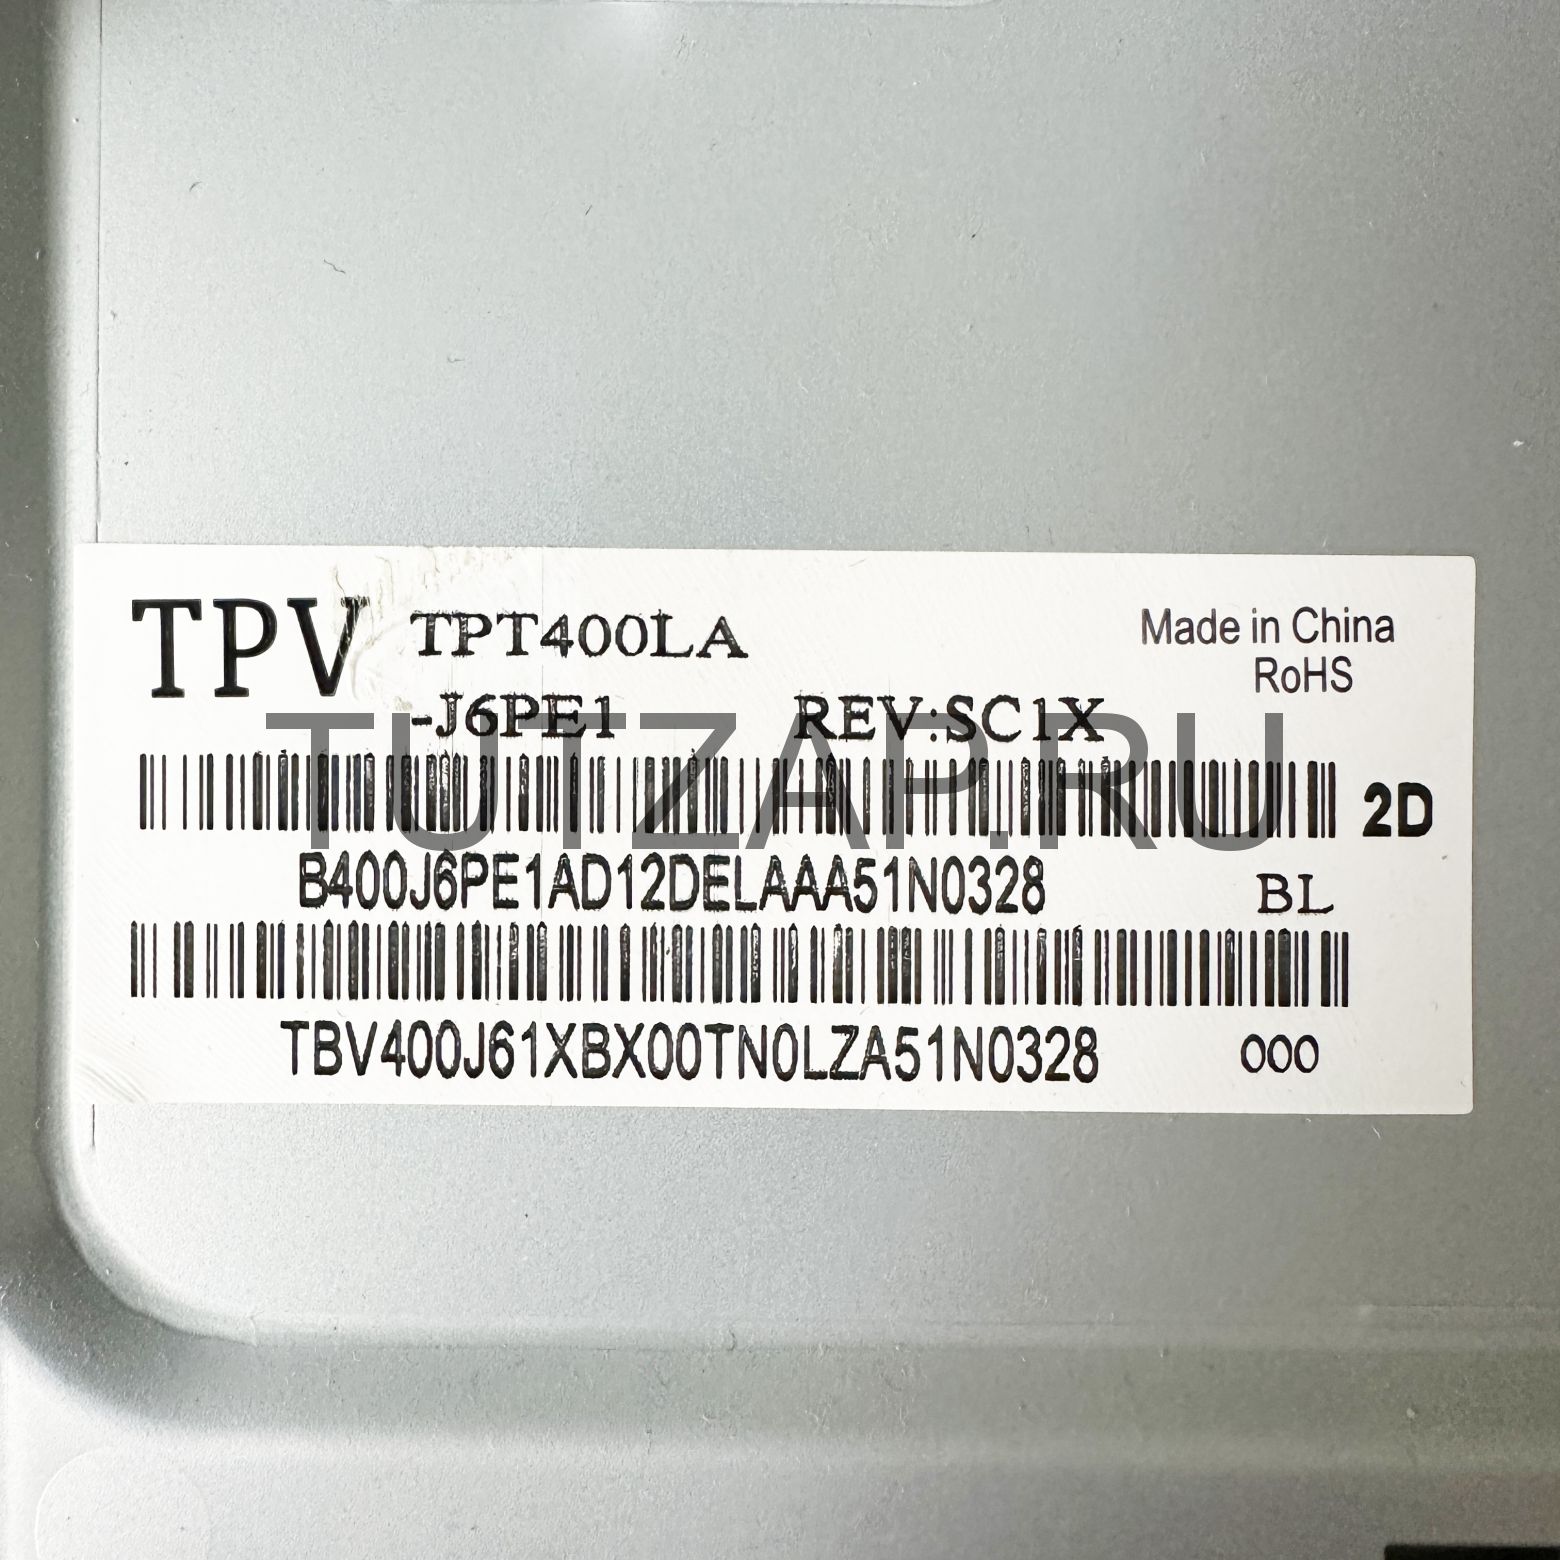 TPV TPT400LA
-J6PE1 REV:SC1X
Made in China
RoHS
TUTZAP.RU
2D
B400J6PE1AD12DELAAA51N0328
BL
TBV400J61XBX00TN0LZA51N0328
000